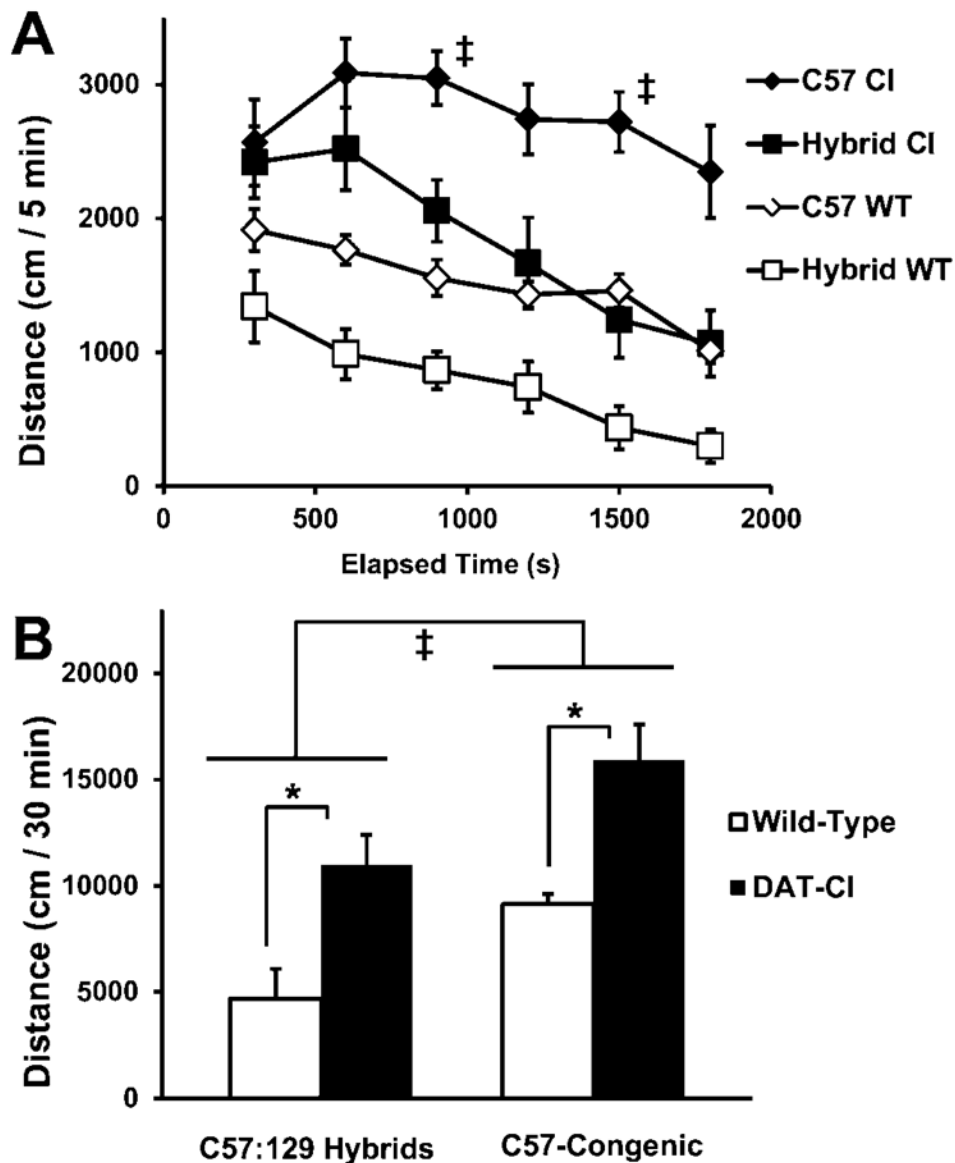 A
Distance (cm / 5 min)
3000
2000
1000
0
0
500
1000
1500
2000
Elapsed Time (s)
‡
‡
C57 CI
Hybrid CI
C57 WT
Hybrid WT
B
Distance (cm / 30 min)
20000
15000
10000
5000
0
‡
*
*
C57:129 Hybrids
C57-Congenic
Wild-Type
DAT-CI